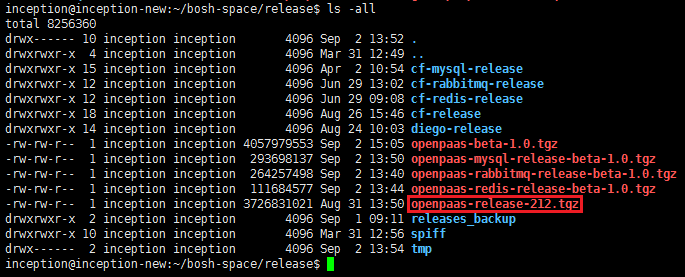 inception@inception-new:~/bosh-space/release$ ls -all
total 8256360
drwx------ 10 inception inception 4096 Sep 2 13:52 .
drwxrwxr-x 4 inception inception 4096 Mar 31 12:49 ..
drwxrwxr-x 15 inception inception 4096 Apr 2 10:54 cf-mysql-release
drwxrwxr-x 12 inception inception 4096 Jun 29 13:02 cf-rabbitmq-release
drwxrwxr-x 12 inception inception 4096 Jun 29 09:08 cf-redis-release
drwxrwxr-x 18 inception inception 4096 Aug 26 15:46 cf-release
drwxrwxr-x 14 inception inception 4096 Aug 24 10:03 diego-release
-rw-rw-r-- 1 inception inception 4057979553 Sep 2 15:05 openpaas-beta-1.0.tgz
-rw-rw-r-- 1 inception inception 293698137 Sep 2 13:50 openpaas-mysql-release-beta-1.0.tgz
-rw-rw-r-- 1 inception inception 264257498 Sep 2 13:40 openpaas-rabbitmq-release-beta-1.0.tgz
-rw-rw-r-- 1 inception inception 111684577 Sep 2 13:44 openpaas-redis-release-beta-1.0.tgz
-rw-rw-r-- 1 inception inception 3726831021 Aug 31 13:50 openpaas-release-212.tgz
drwxrwxr-x 2 inception inception 4096 Sep 1 09:11 releases_backup
drwxrwxr-x 10 inception inception 4096 Mar 31 12:56 spiff
drwxrwx-- 2 inception inception 4096 Sep 2 13:54 tmp
inception@inception-new:~/bosh-space/release$